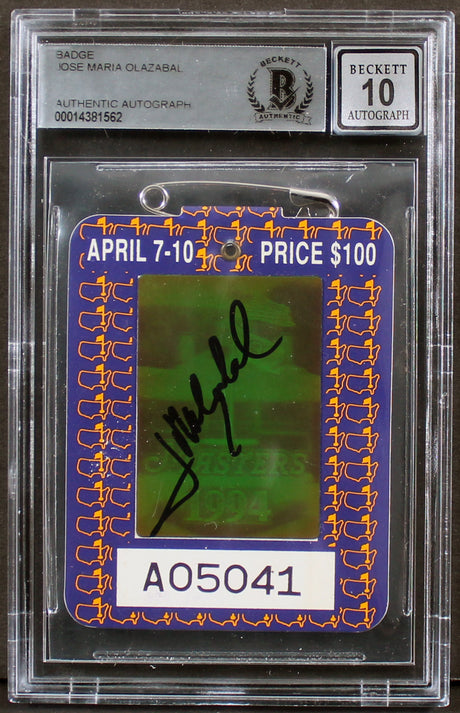 BADGE
JOSE MARIA OLAZABAL
AUTHENTIC AUTOGRAPH
00014381562
BECKETT
B
AUTHENTIC
BECKETT
10
AUTOGRAPH
APRIL 7-10 PRICE $100
MASTERS
1994
A05041